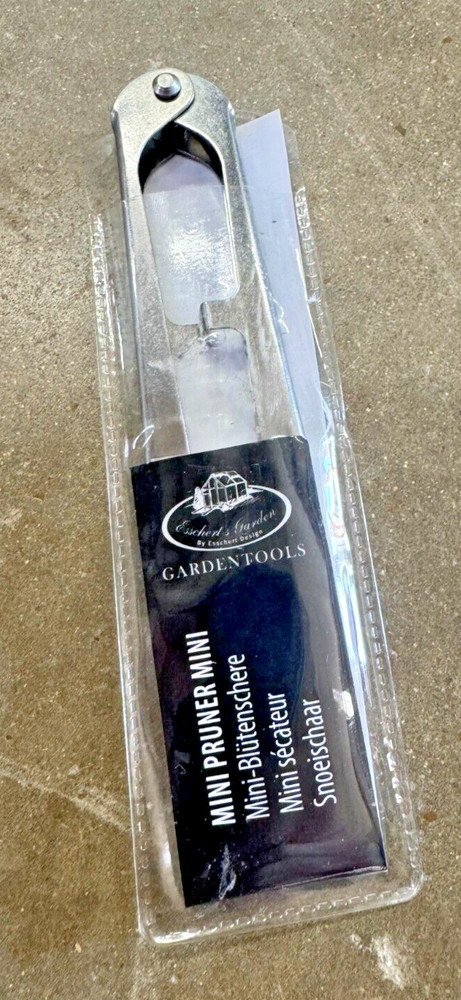 Esschert's Garden
By Esschert Design
GARDENTOOLS
MINI PRUNER MINI
Mini-Blütenschere
Mini sécateur
Snoeischaar